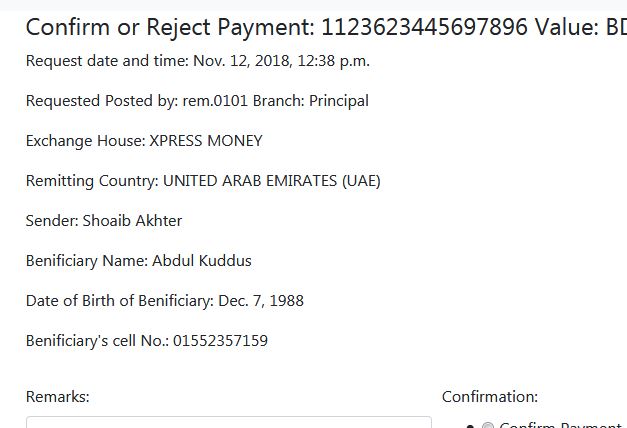 Confirm or Reject Payment: 1123623445697896 Value: BD
Request date and time: Nov. 12, 2018, 12:38 p.m.
Requested Posted by: rem.0101 Branch: Principal
Exchange House: XPRESS MONEY
Remitting Country: UNITED ARAB EMIRATES (UAE)
Sender: Shoaib Akhter
Benificiary Name: Abdul Kuddus
Date of Birth of Benificiary: Dec. 7, 1988
Benificiary's cell No.: 01552357159
Remarks: Confirmation:
Confirm Payment